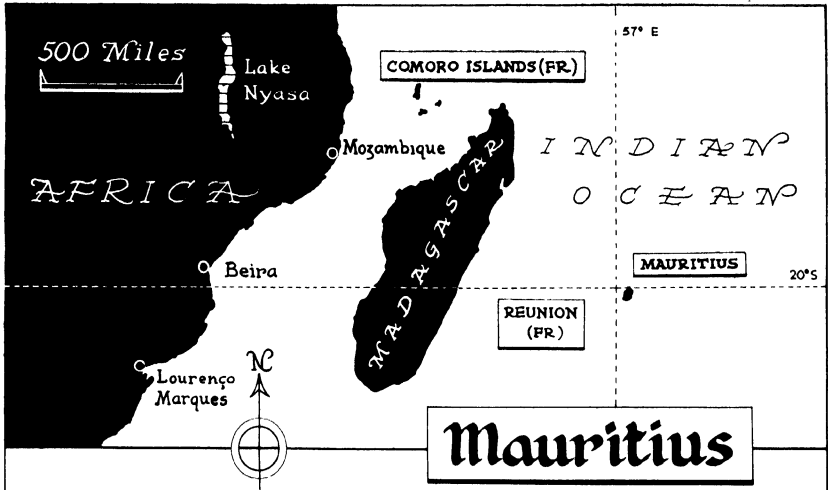 500 Miles
Lake
Nyasa
57° E
COMORO ISLANDS (FR.)
Mozambique
INDIAN
OCEAN
AFRICA
MADAGASCAR
Beira
MAURITIUS
20°S
REUNION
(FR)
N
Lourenço
Marques
Mauritius